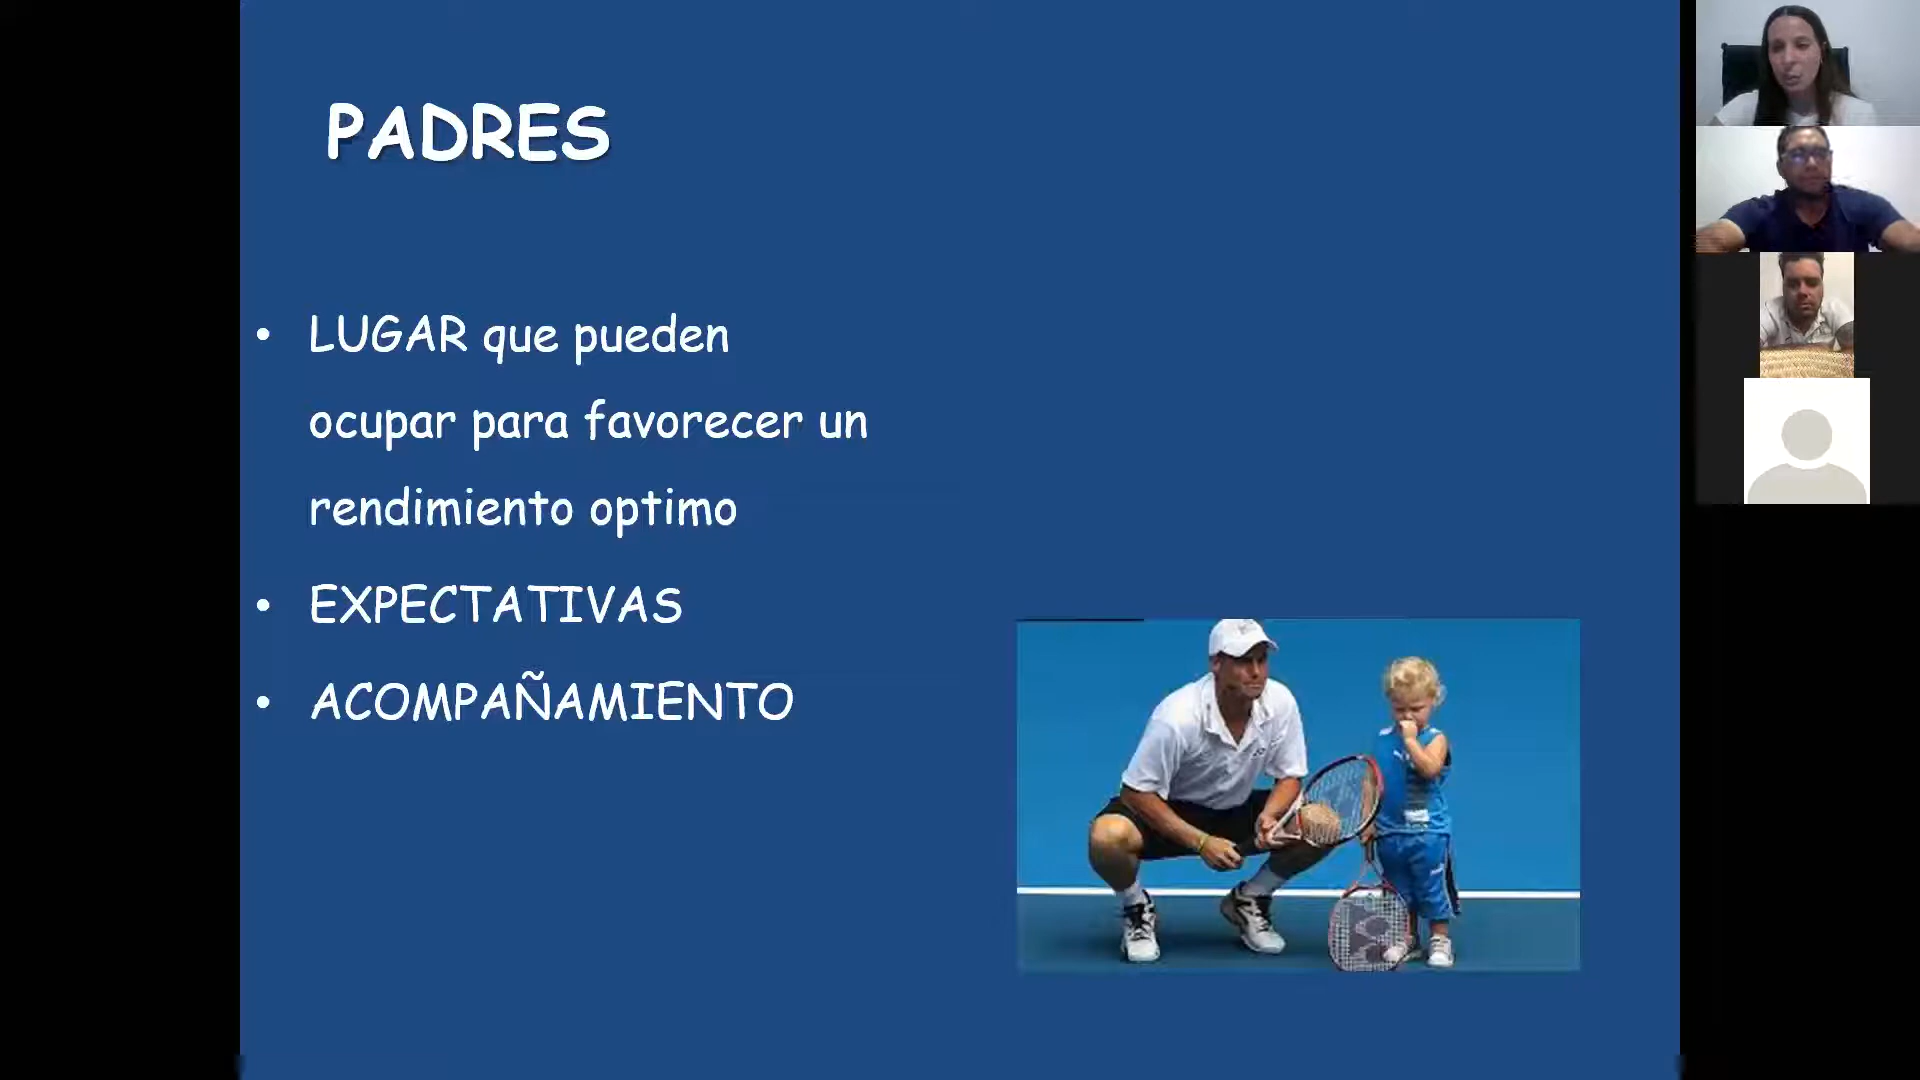 PADRES
• LUGAR que pueden
ocupar para favorecer un
rendimiento optimo
• EXPECTATIVAS
• ACOMPAÑAMIENTO